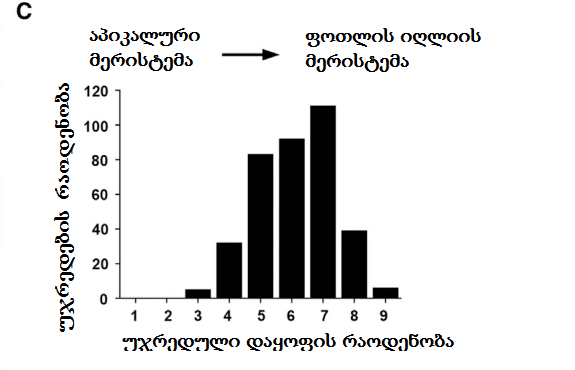 C
აპიკალური
მერისტემა
ფოთლის იღლიის
მერისტემა
უჯრედების რაოდენობა
120
100
80
60
40
20
0
1 2 3 4 5 6 7 8 9
უჯრედული დაყოფის რაოდენობა